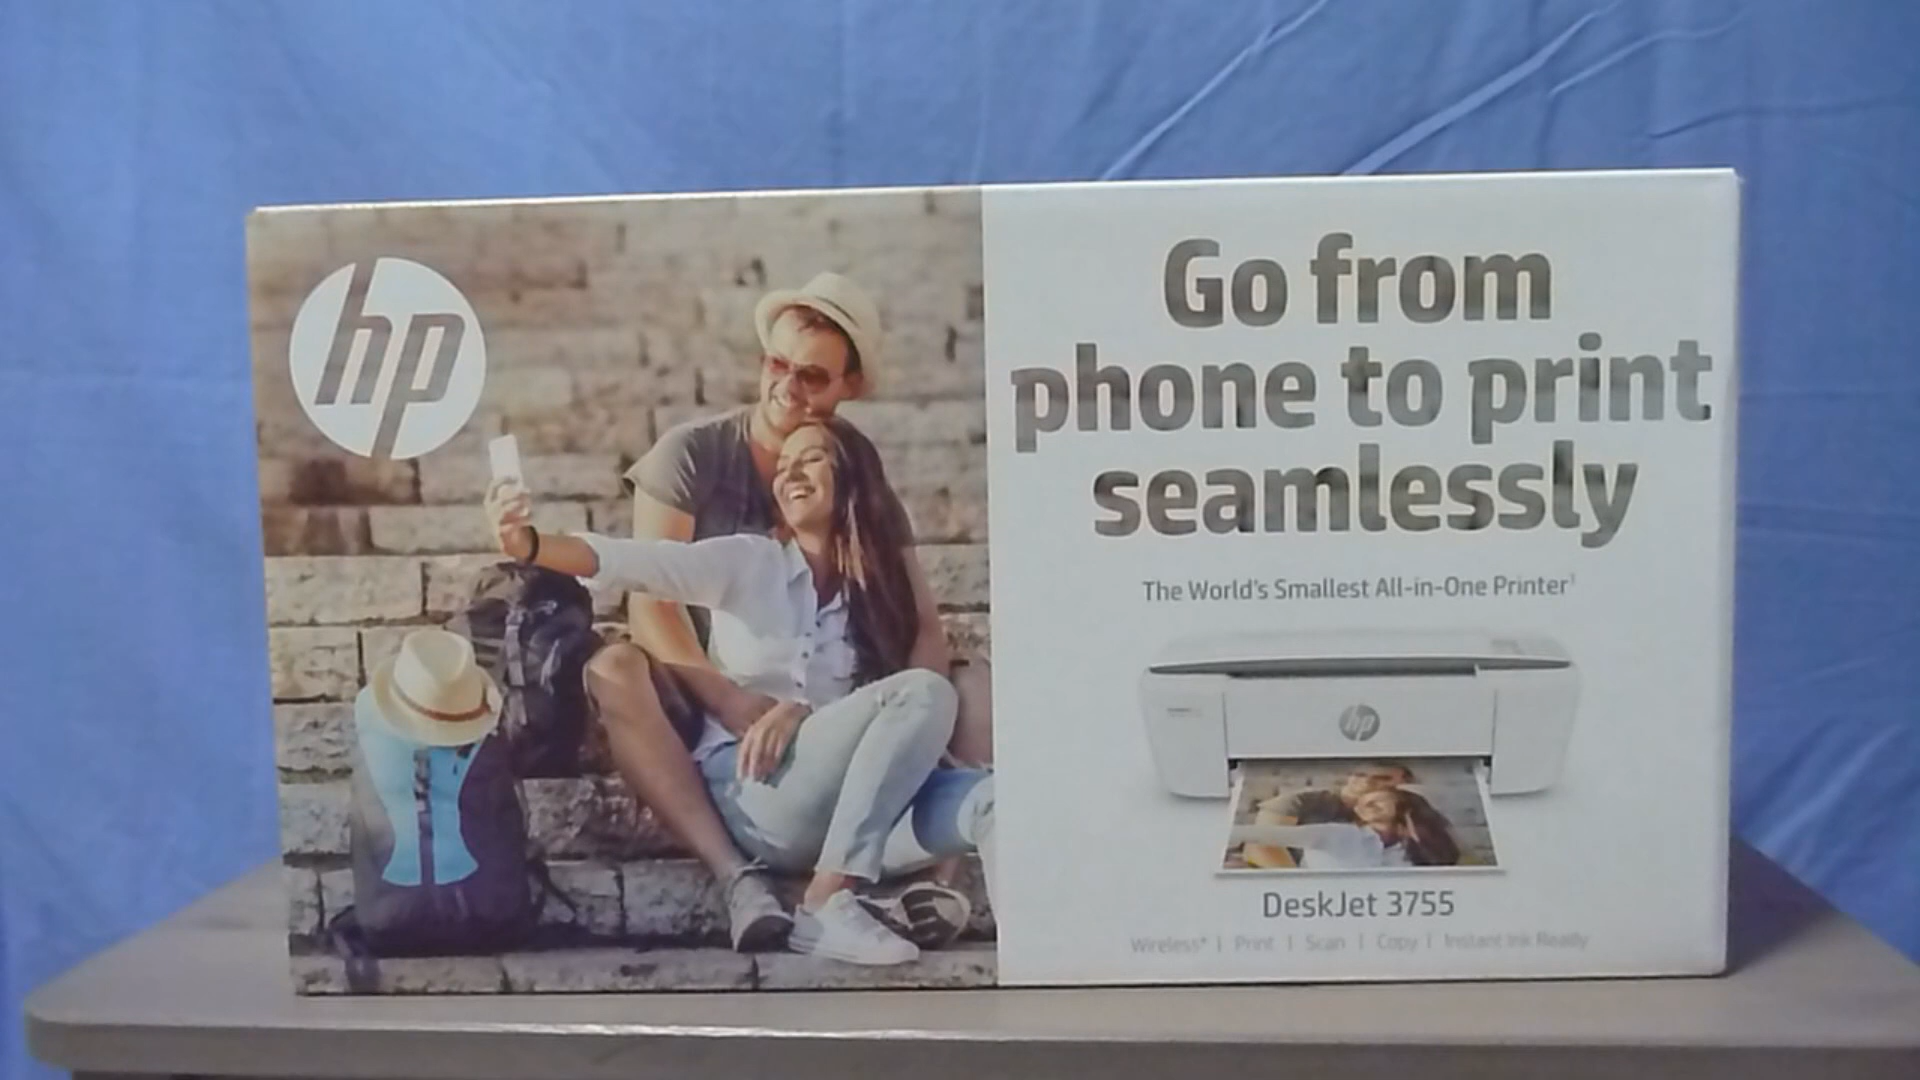 hp
Go from
phone to print
seamlessly
The World's Smallest All-in-One Printer¹
hp
DeskJet 3755
Wireless* | Print | Scan | Copy | Instant Ink Ready